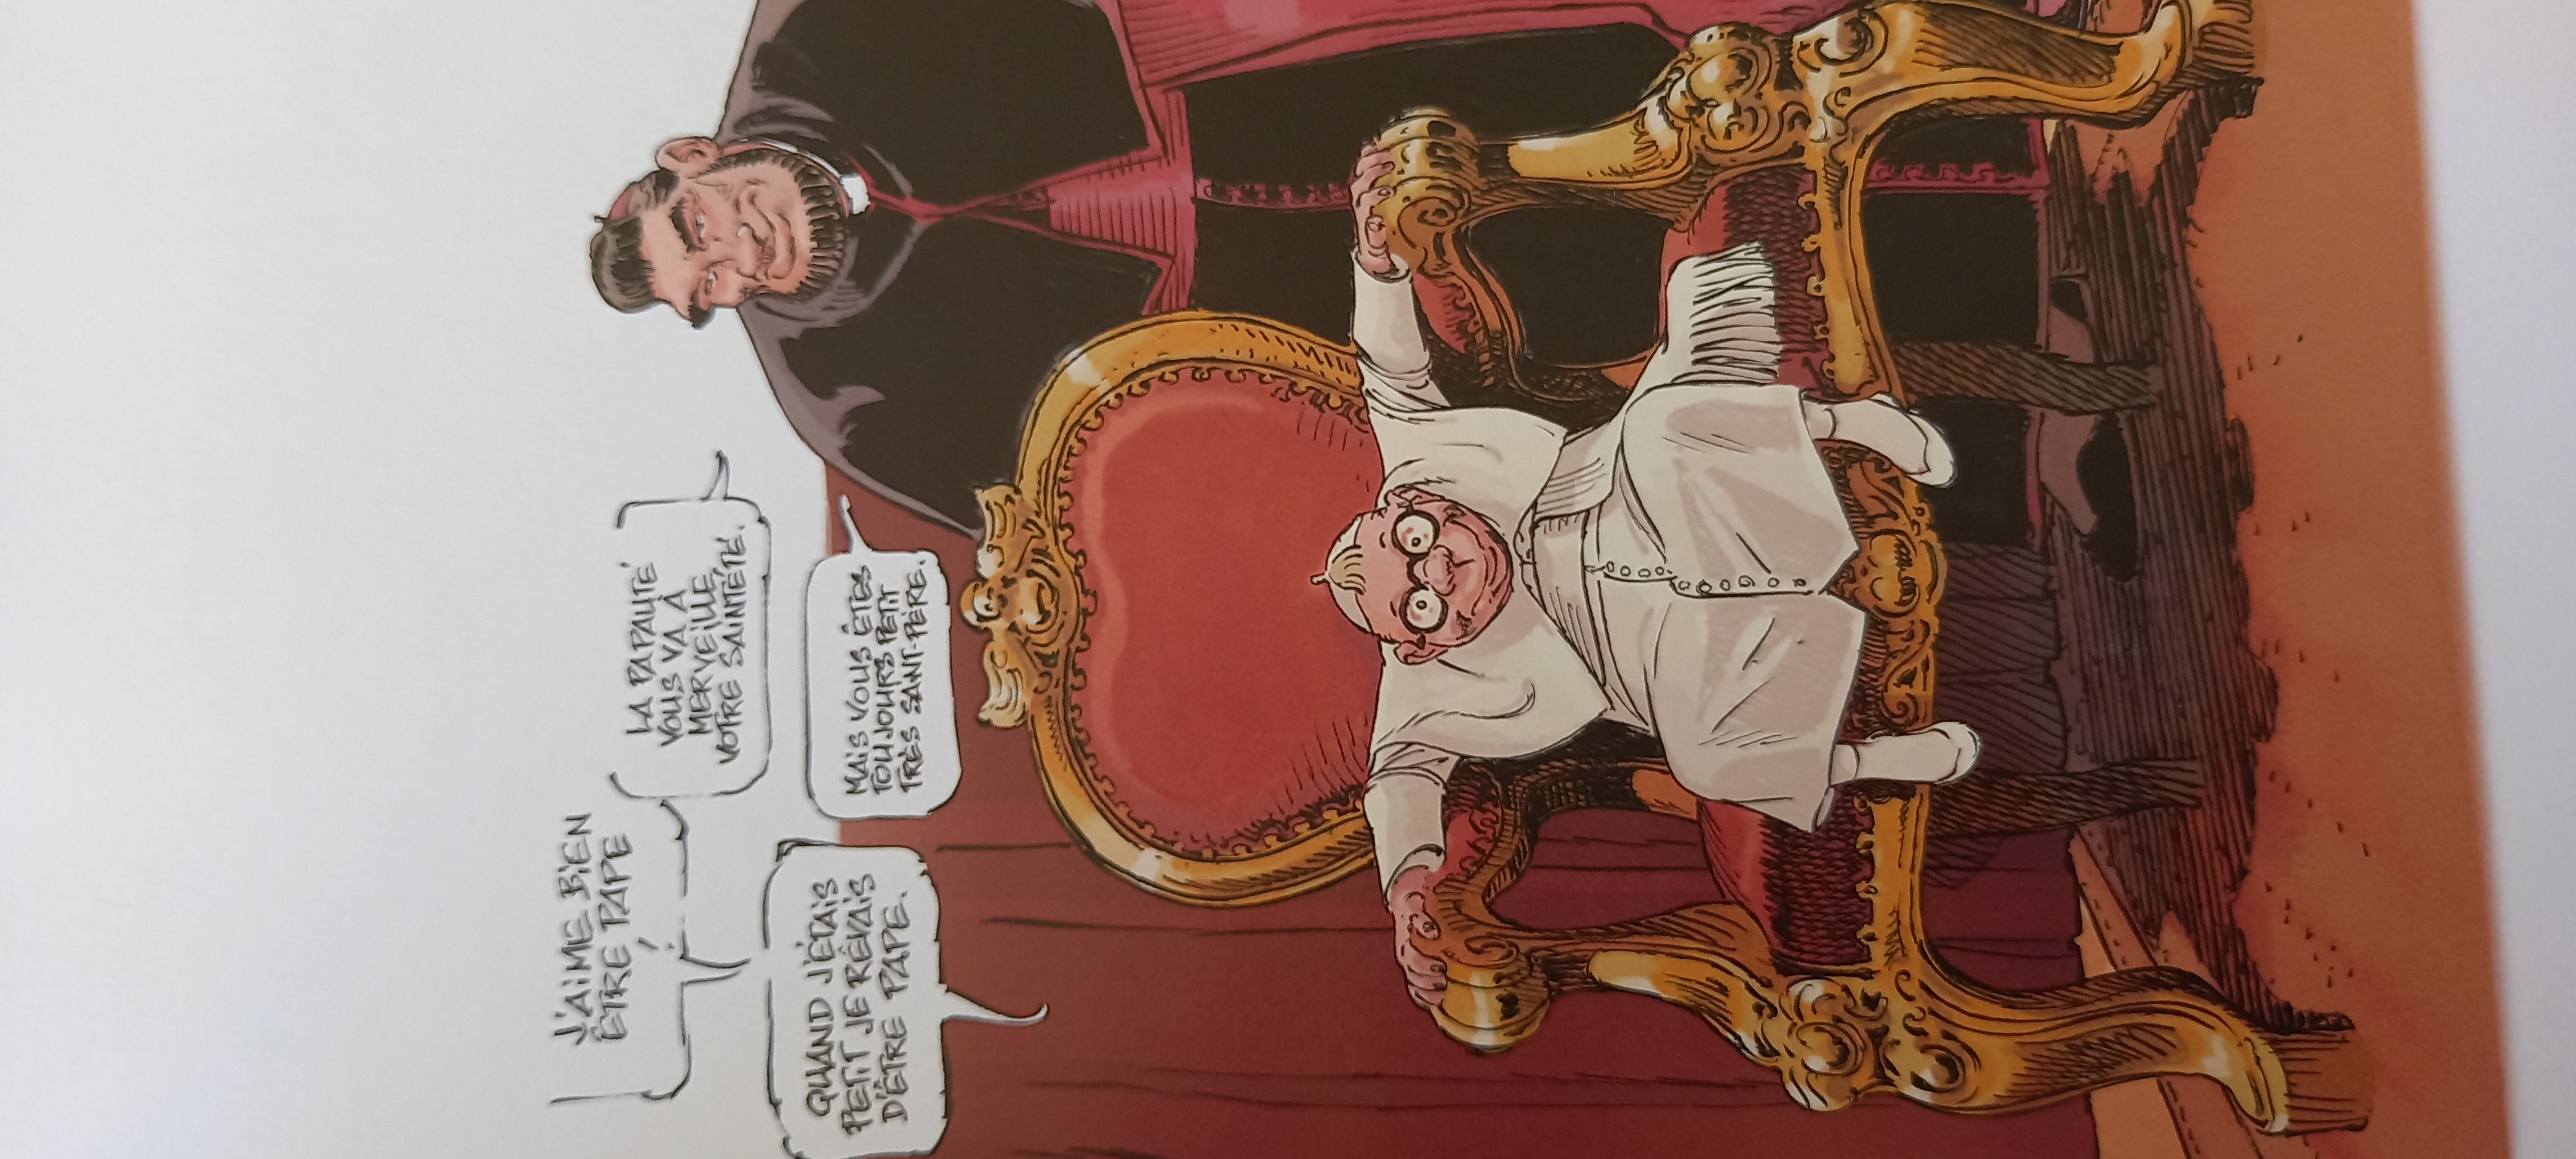 J'AIME BIEN
ÊTRE PAPE
LA PAPAUTÉ
VOUS VA À
MERVEILLE,
VOTRE SAINTETÉ.
QUAND J'ÉTAIS
PETIT JE RÊVAIS
D'ÊTRE PAPE.
MAIS VOUS ÊTES
TOUJOURS PETIT
TRÈS SAINT-PÈRE.